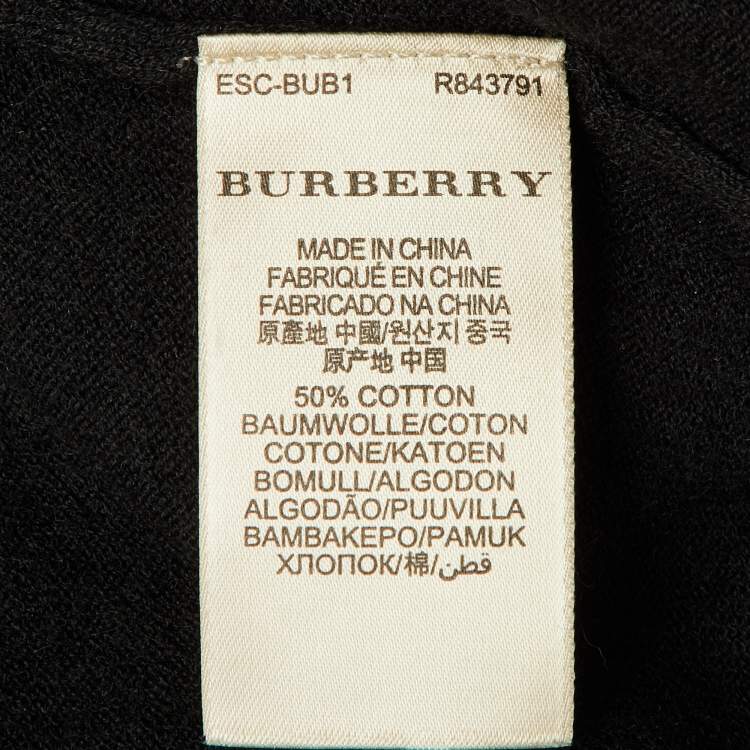 ESC-BUB1 R843791
BURBERRY
MADE IN CHINA
FABRIQUÉ EN CHINE
FABRICADO NA CHINA
原產地 中國/원산지 중국
原产地 中国
50% COTTON
BAUMWOLLE/COTON
COTONE/KATOEN
BOMULL/ALGODON
ALGODÃO/PUUVILLA
BAMBAKEPO/PAMUK
ХЛОПОК/棉/قطن